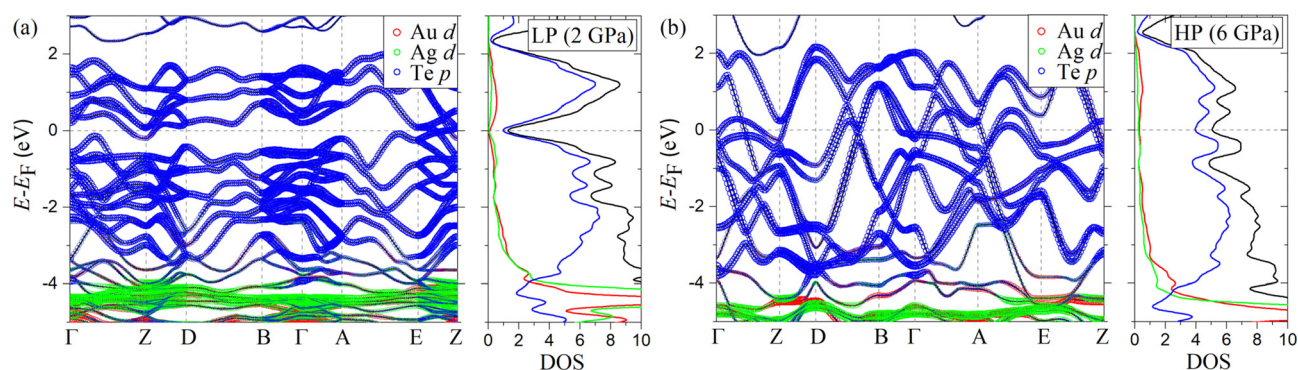 (a)
E-EF (eV)
2
0
-2
-4
Γ Z D B Γ A E Z
Au d
Ag d
Te p
LP (2 GPa)
0 2 4 6 8 10
DOS
(b)
E-EF (eV)
2
0
-2
-4
Γ Z D B Γ A E Z
Au d
Ag d
Te p
HP (6 GPa)
0 2 4 6 8 10
DOS